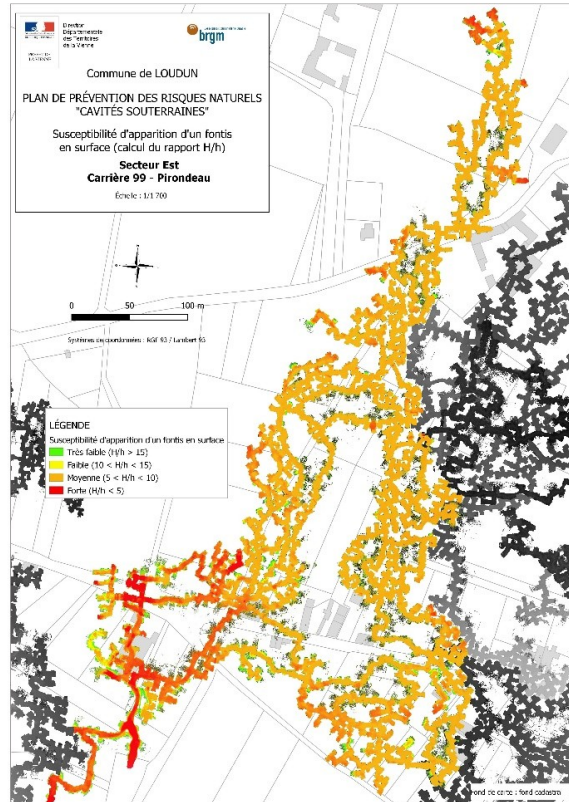 Direction
Départementale
des Territoires
de la Vienne
brgm
Commune de LOUDUN
PLAN DE PRÉVENTION DES RISQUES NATURELS
"CAVITÉS SOUTERRAINES"
Susceptibilité d'apparition d'un fontis
en surface (calcul du rapport H/h)
Secteur Est
Carrière 99 - Pirondeau
Échelle : 1/1 700
0 50 100 m
Systèmes de coordonnées : RGF 93 / Lambert 93
LÉGENDE
Susceptibilité d'apparition d'un fontis en surface
Très faible (H/h > 15)
Faible (10 < H/h < 15)
Moyenne (5 < H/h < 10)
Forte (H/h < 5)
ond de carte : fond cadastra